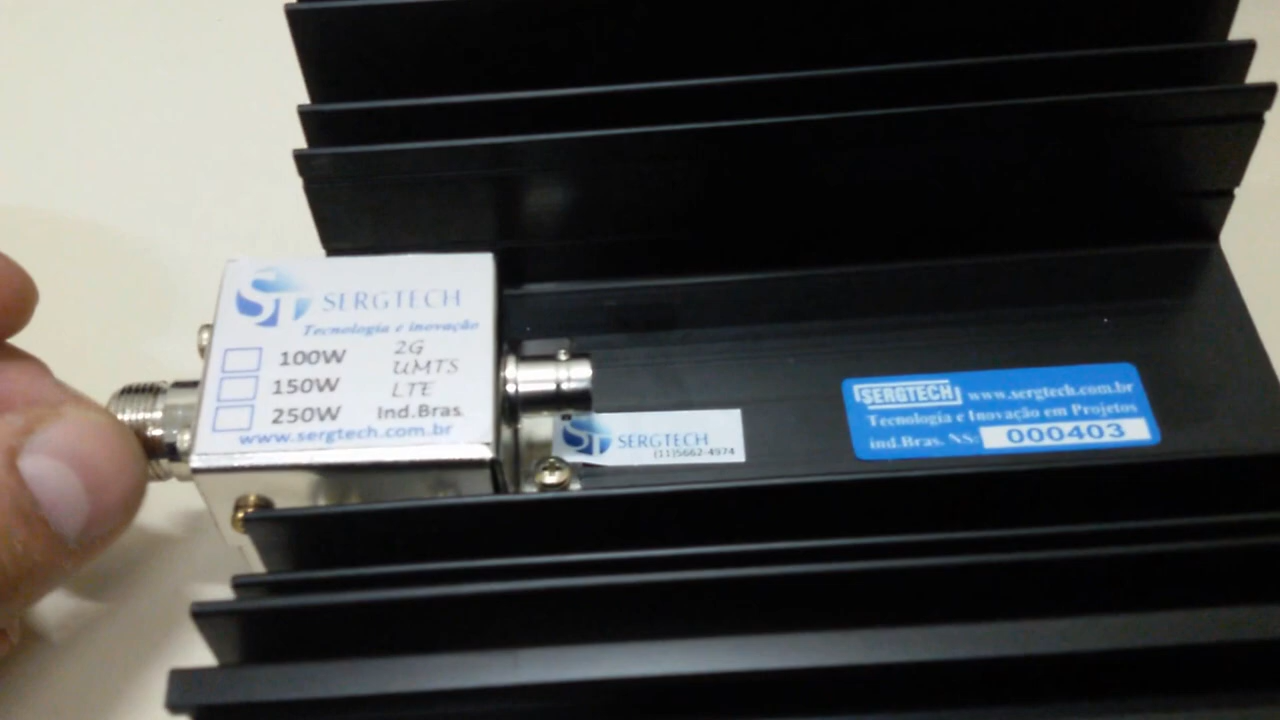 ST SERGTECH
Tecnologia e inovação
100W 2G
UMTS
150W LTE
250W Ind.Bras.
www.sergtech.com.br
ST SERGTECH
(11)5662-4974
SERGTECH www.sergtech.com.br
Tecnologia e Inovação em Projetos
ind.Bras. NS: 000403